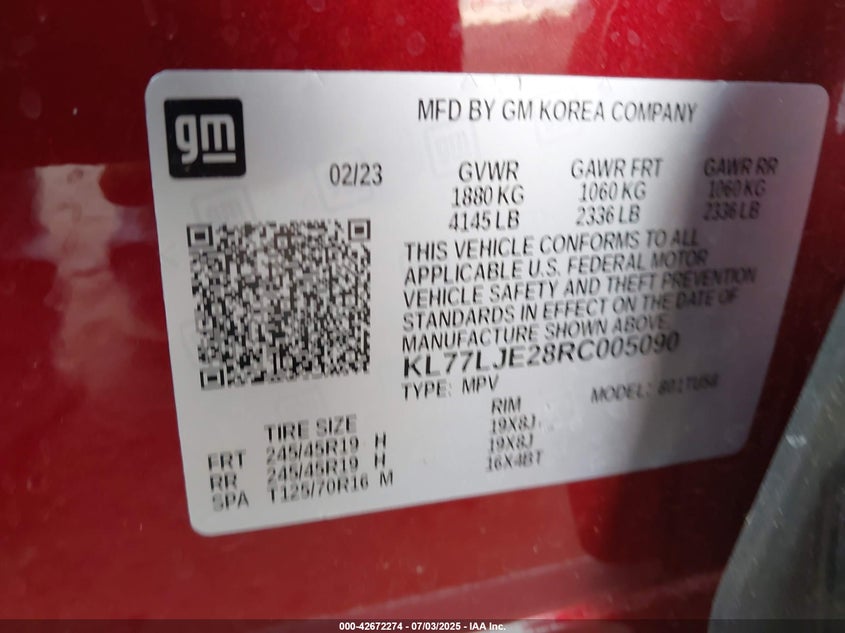 gm
MFD BY GM KOREA COMPANY
02/23
GVWR GAWR FRT GAWR RR
1880 KG 1060 KG 1060 KG
4145 LB 2336 LB 2336 LB
THIS VEHICLE CONFORMS TO ALL
APPLICABLE U.S. FEDERAL MOTOR
VEHICLE SAFETY AND THEFT PREVENTION
STANDARDS IN EFFECT ON THE DATE OF
MANUFACTURE SHOWN ABOVE.
KL77LJE28RC005090
TYPE: MPV MODEL:
TIRE SIZE RIM
FRT 245/45R19 H 19X8J
RR 245/45R19 H 19X8J
SPA T125/70R16 M 16X4BT
000-42672274 - 07/03/2025 - IAA Inc.